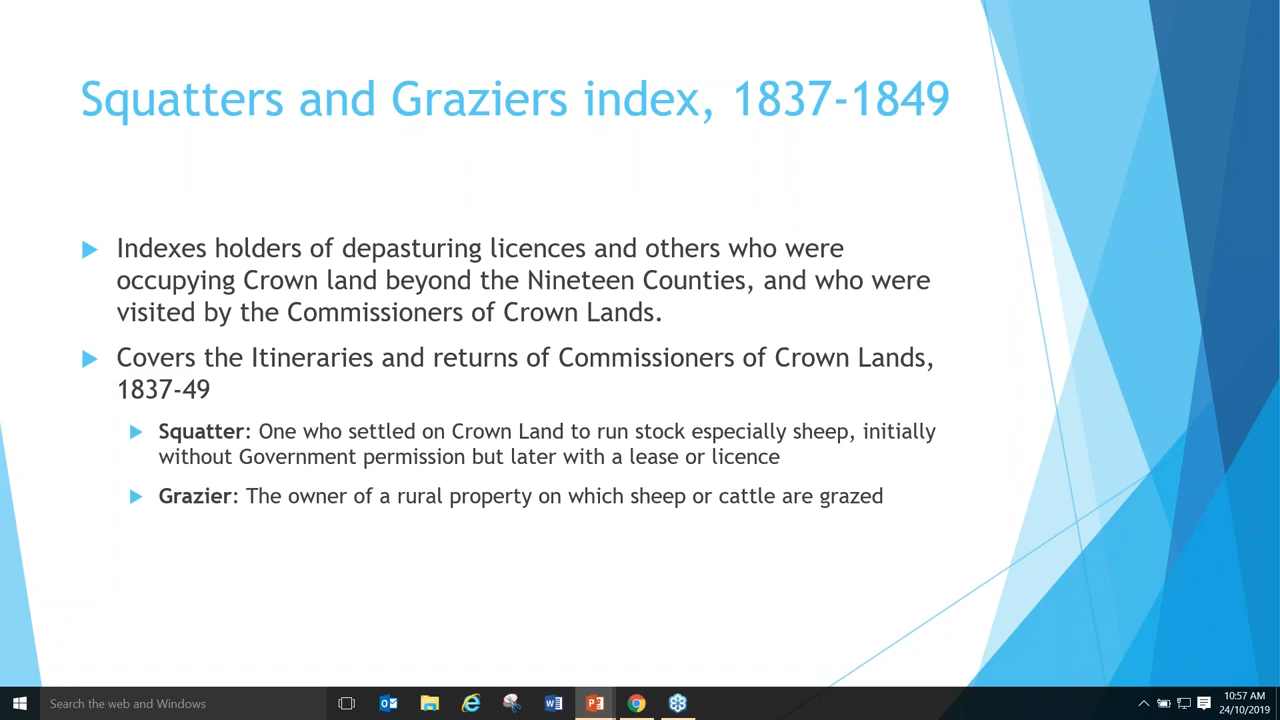 Squatters and Graziers index, 1837-1849
Indexes holders of depasturing licences and others who were
occupying Crown land beyond the Nineteen Counties, and who were
visited by the Commissioners of Crown Lands.
Covers the Itineraries and returns of Commissioners of Crown Lands,
1837-49
Squatter: One who settled on Crown Land to run stock especially sheep, initially
without Government permission but later with a lease or licence
Grazier: The owner of a rural property on which sheep or cattle are grazed
Search the web and Windows
10:57 AM
24/10/2019